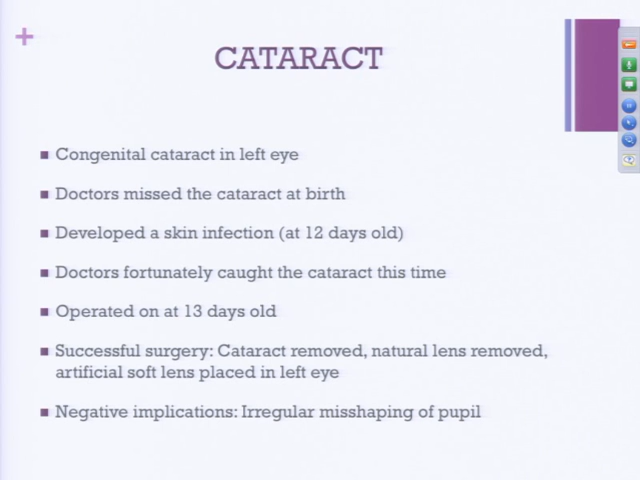 CATARACT
Congenital cataract in left eye
Doctors missed the cataract at birth
Developed a skin infection (at 12 days old)
Doctors fortunately caught the cataract this time
Operated on at 13 days old
Successful surgery: Cataract removed, natural lens removed,
artificial soft lens placed in left eye
Negative implications: Irregular misshaping of pupil